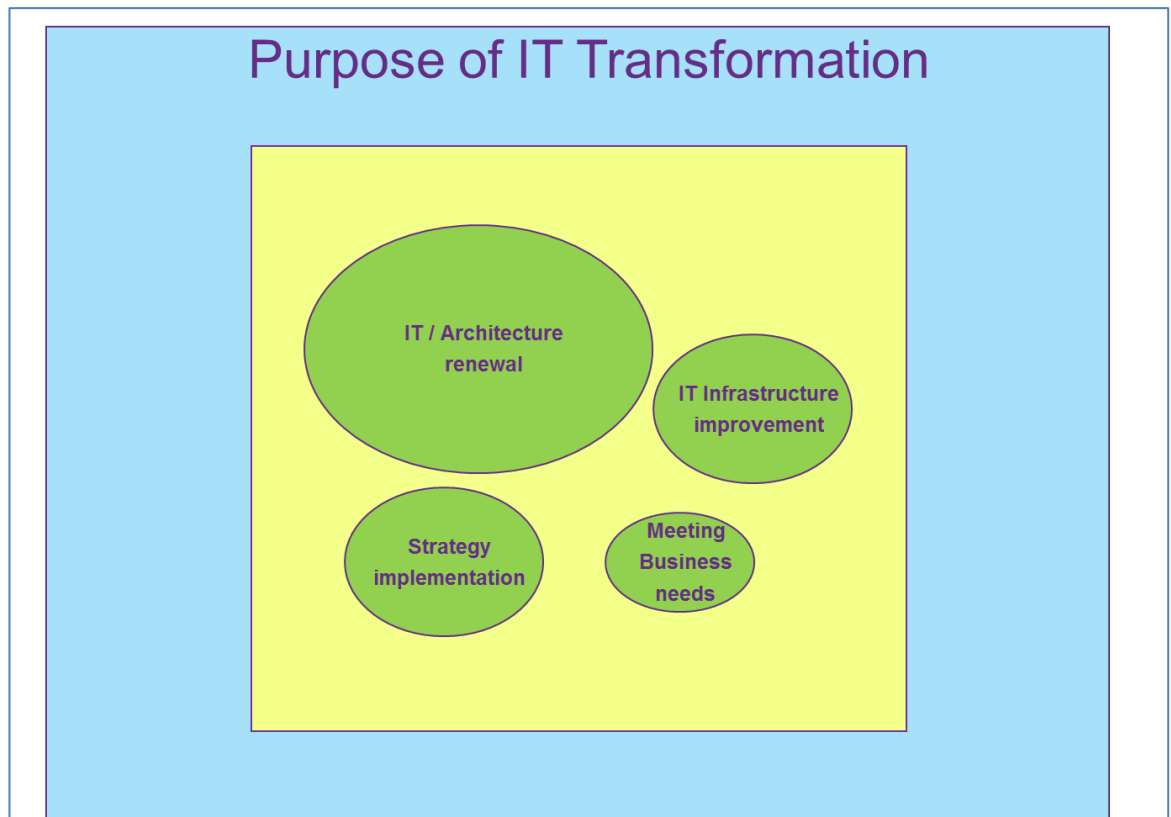 Purpose of IT Transformation
IT / Architecture
renewal
IT Infrastructure
improvement
Strategy
implementation
Meeting
Business
needs